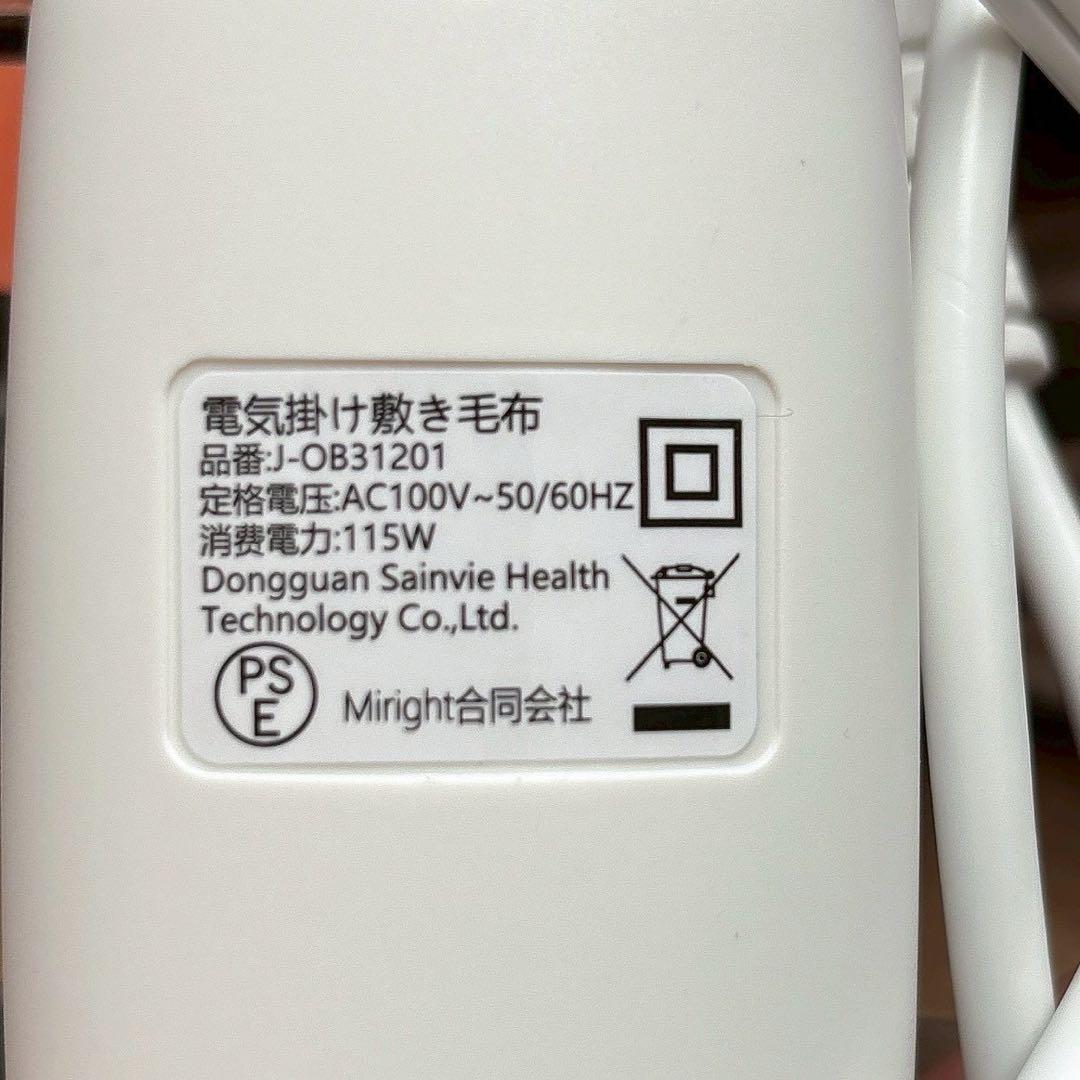 電気掛け敷き毛布
品番:J-OB31201
定格電圧:AC100V~50/60HZ
消费電力:115W
Dongguan Sainvie Health
Technology Co.,Ltd.
PS
E
Miright合同会社